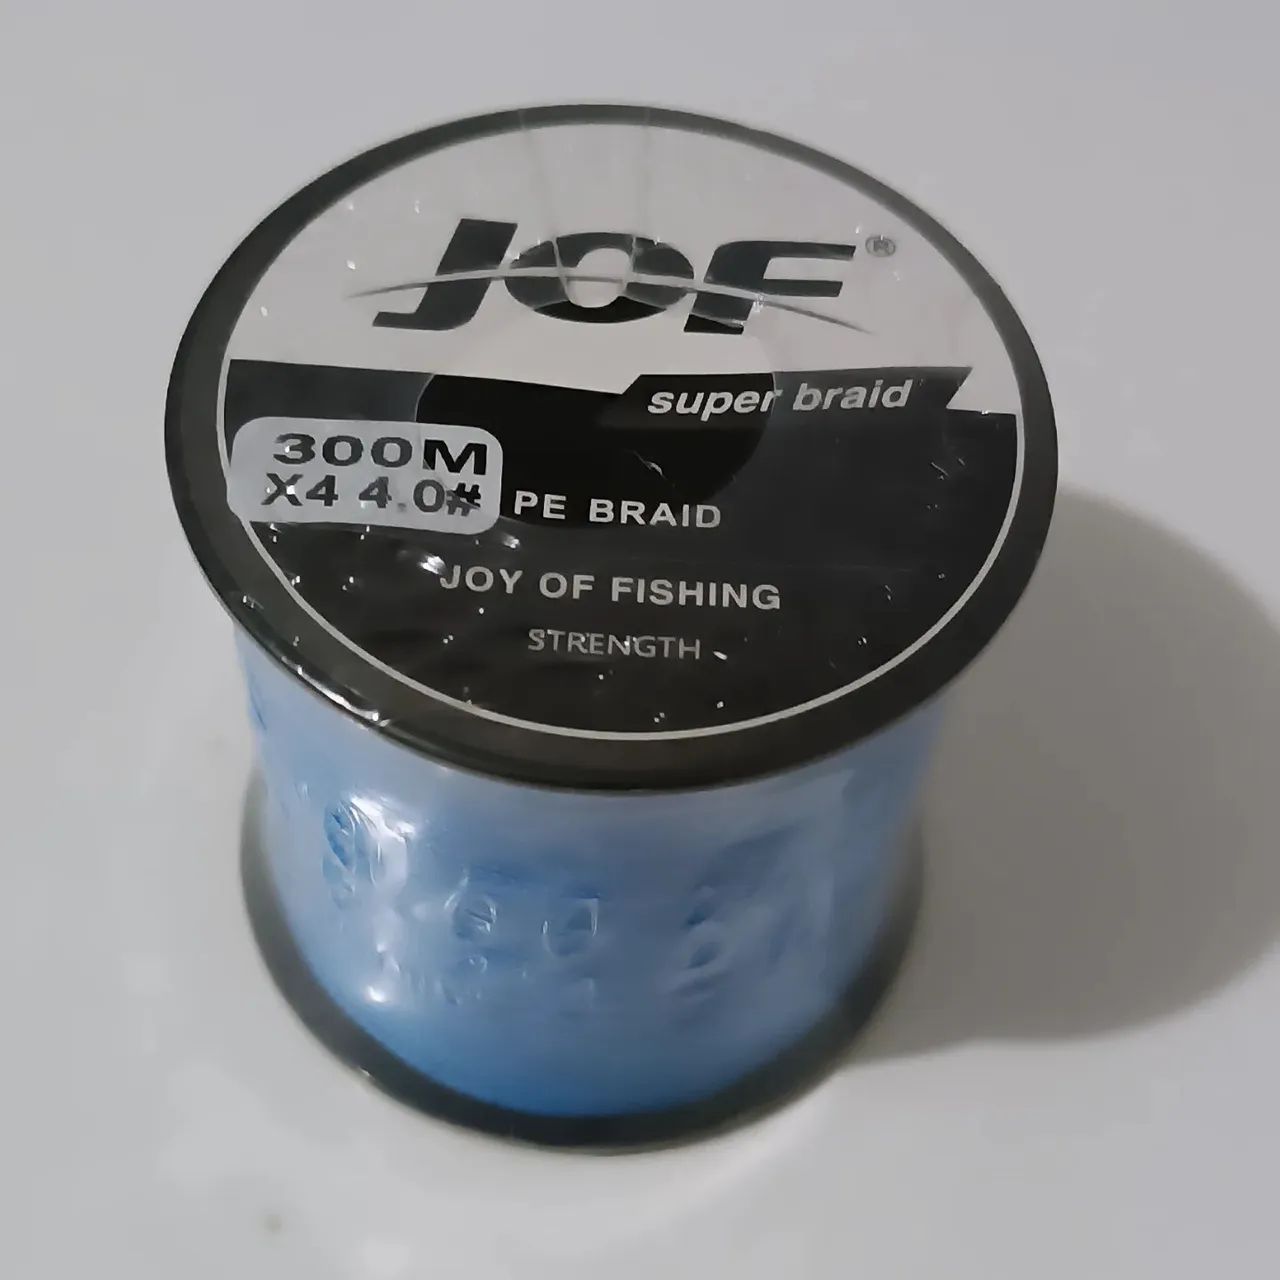 JOF®
super braid
300M
X4 4.0#
PE BRAID
JOY OF FISHING
STRENGTH